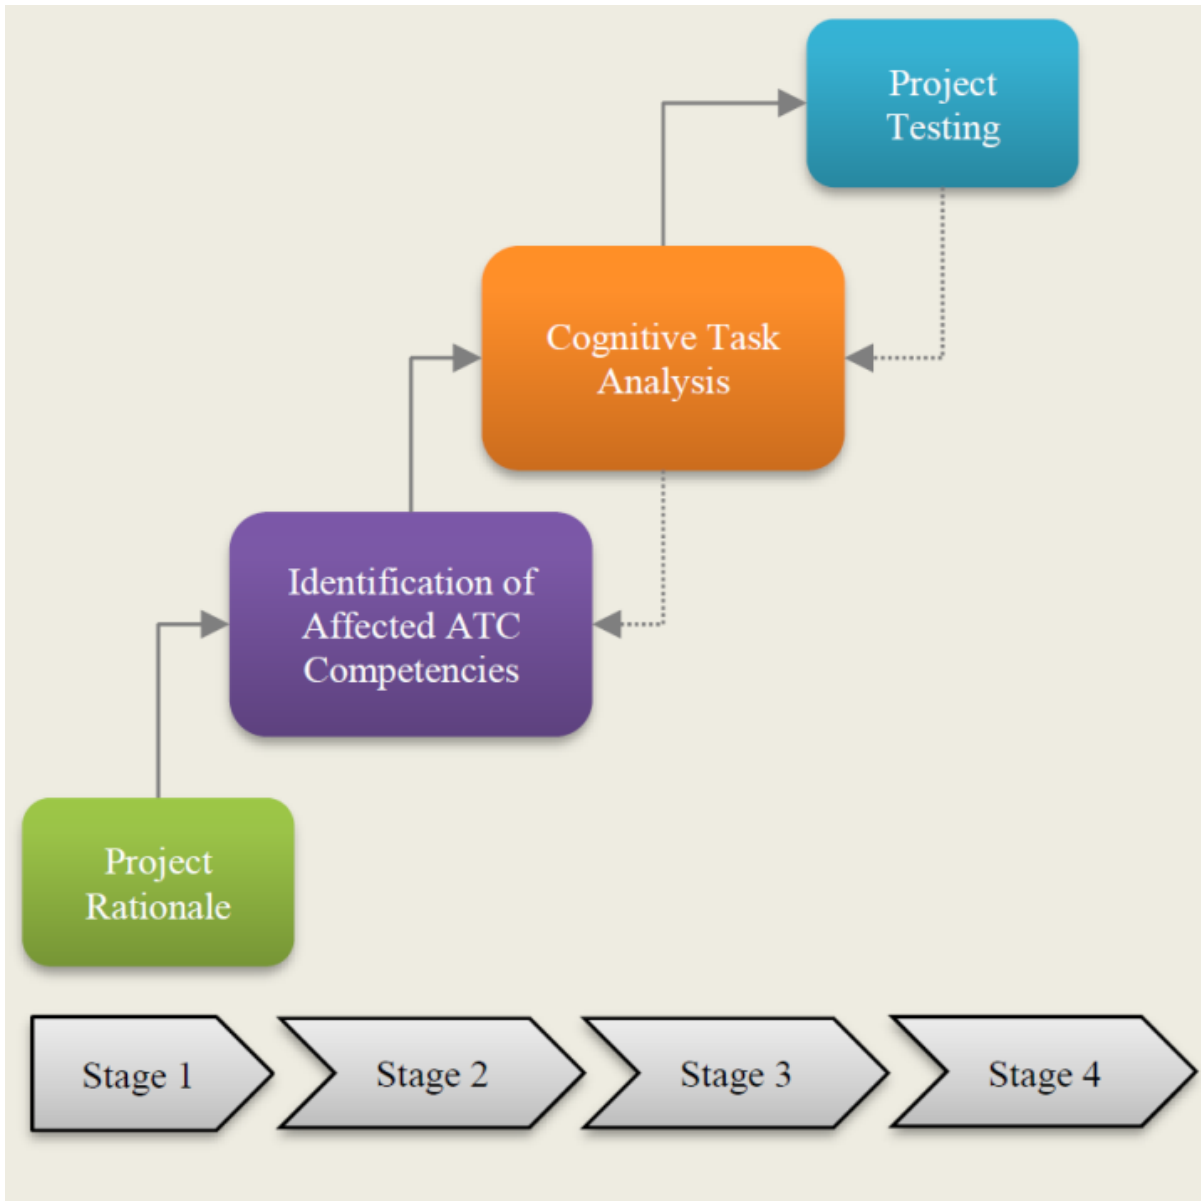 Project
Testing
Cognitive Task
Analysis
Identification of
Affected ATC
Competencies
Project
Rationale
Stage 1
Stage 2
Stage 3
Stage 4